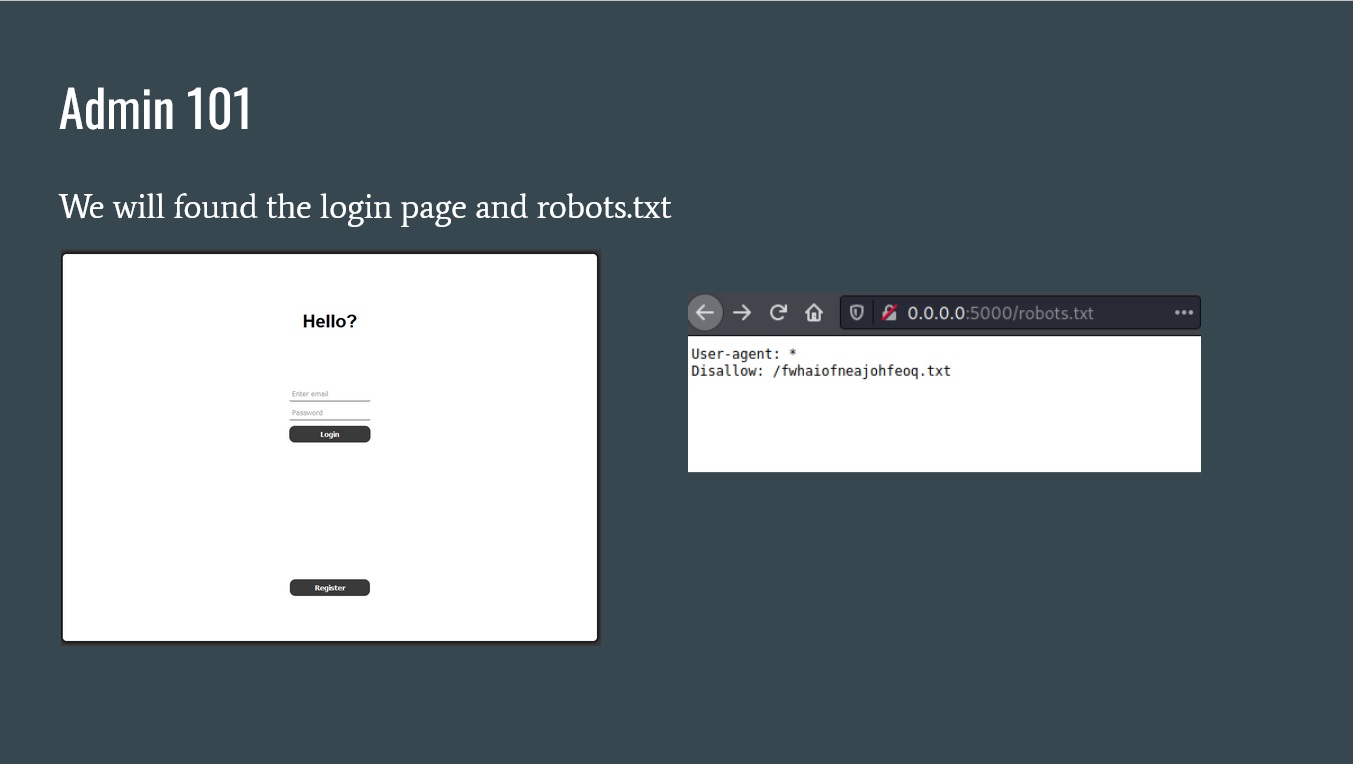 Admin 101
We will found the login page and robots.txt
Hello?
Enter email
Password
Login
Register
0.0.0.0:5000/robots.txt
User-agent: *
Disallow: /fwhaiofneajohfeoq.txt